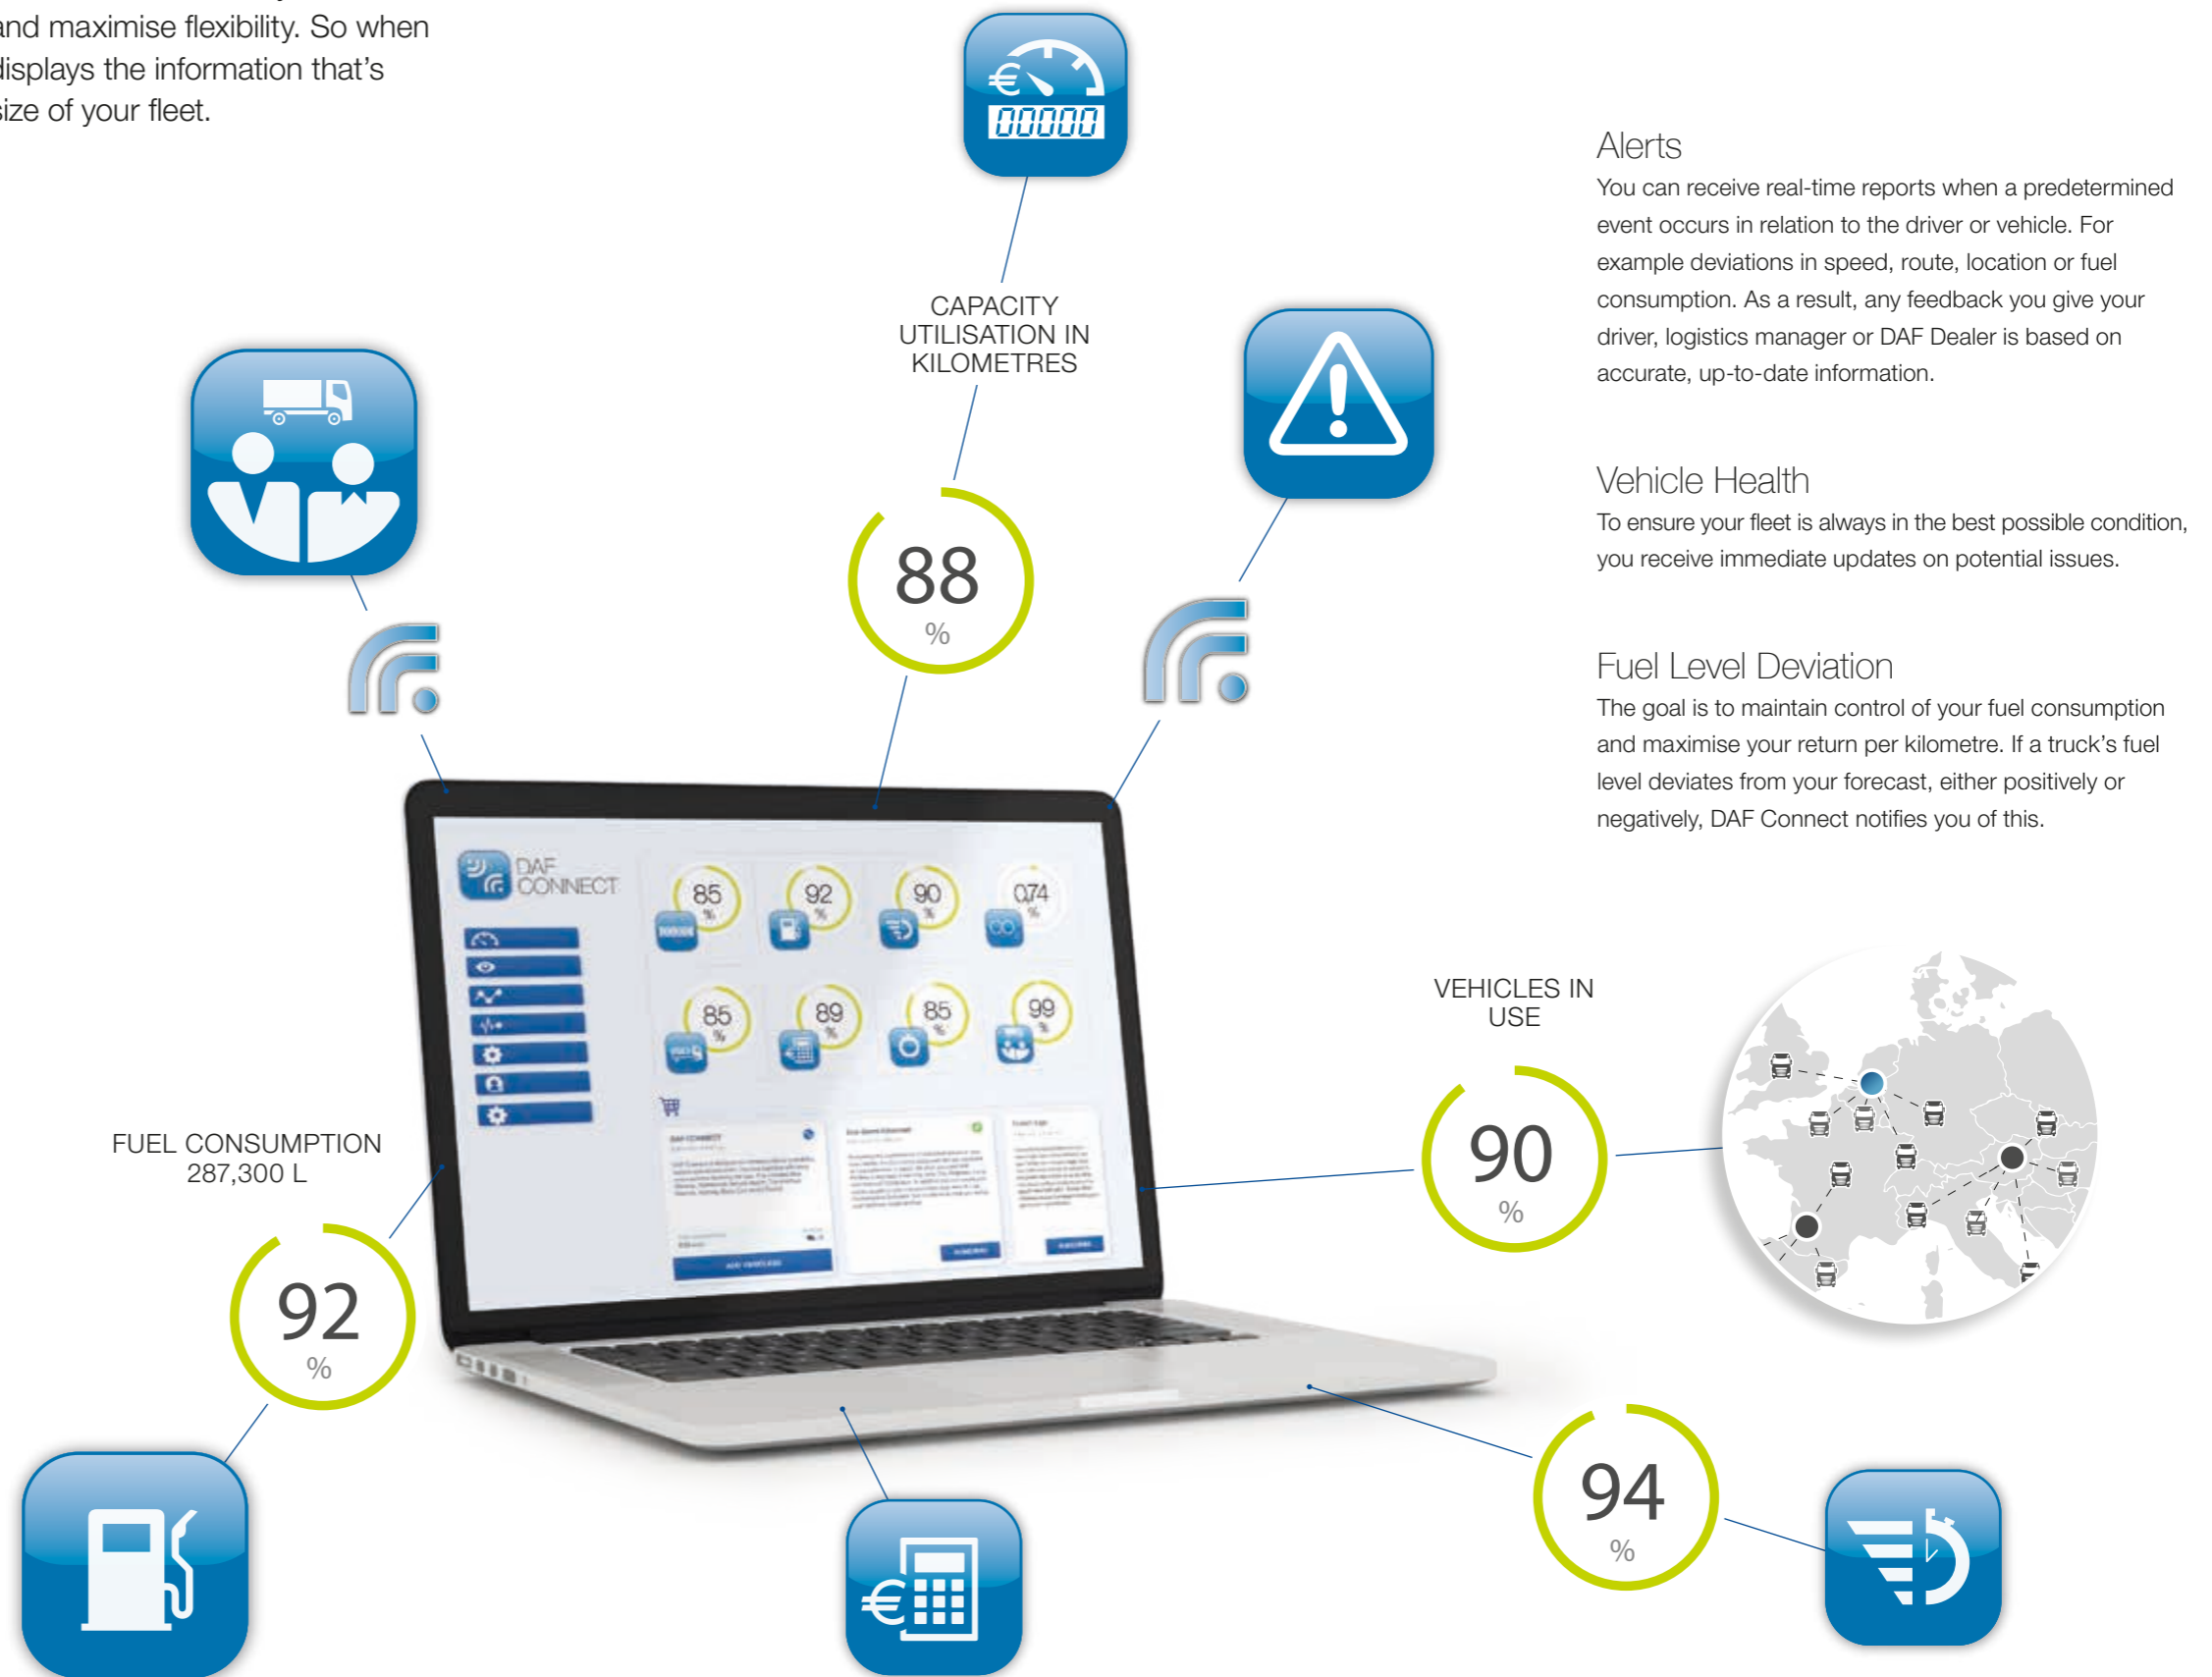 and maximise flexibility. So when
displays the information that's
size of your fleet.
€
00000
CAPACITY
UTILISATION IN
KILOMETRES
88
%
Alerts
You can receive real-time reports when a predetermined
event occurs in relation to the driver or vehicle. For
example deviations in speed, route, location or fuel
consumption. As a result, any feedback you give your
driver, logistics manager or DAF Dealer is based on
accurate, up-to-date information.
Vehicle Health
To ensure your fleet is always in the best possible condition,
you receive immediate updates on potential issues.
Fuel Level Deviation
The goal is to maintain control of your fuel consumption
and maximise your return per kilometre. If a truck's fuel
level deviates from your forecast, either positively or
negatively, DAF Connect notifies you of this.
DAF
CONNECT
85
%
92
%
90
%
0,74
%
CO2
85
%
89
%
85
%
99
%
DAF CONNECT
ADD VEHICLES
VEHICLES IN
USE
90
%
FUEL CONSUMPTION
287,300 L
92
%
94
%
€